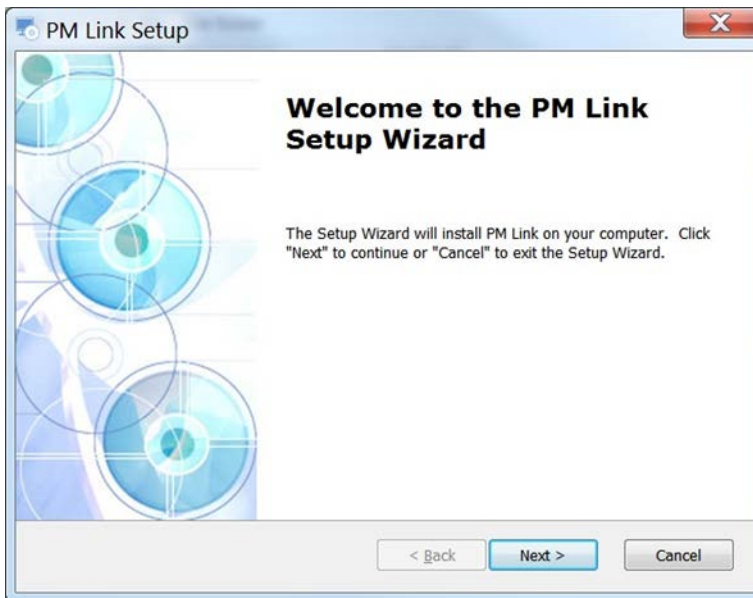 PM Link Setup
Welcome to the PM Link
Setup Wizard
The Setup Wizard will install PM Link on your computer. Click
"Next" to continue or "Cancel" to exit the Setup Wizard.
< Back
Next >
Cancel